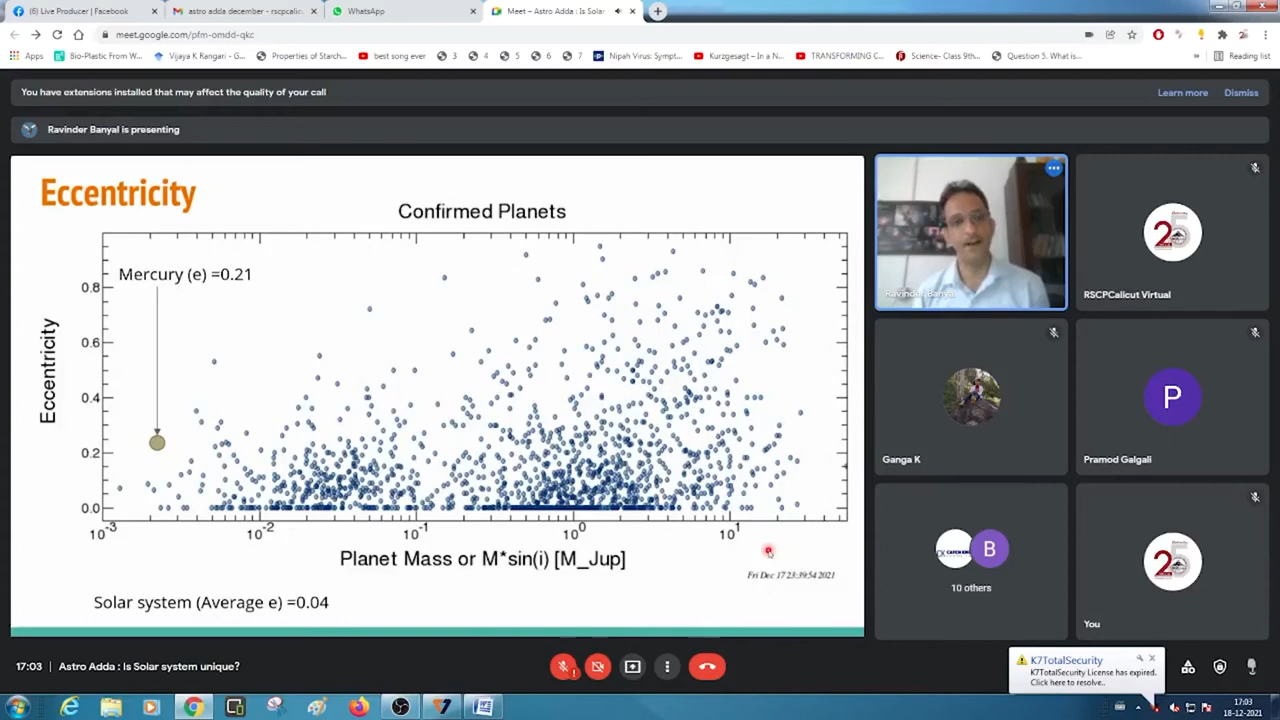 (6) Live Producer | Facebook
astro adda december - rscpcalic
WhatsApp
Meet – Astro Adda : Is Solar
meet.google.com/pfm-omdd-qkc
Apps
Bio-Plastic From W...
Vijaya K Rangari - G...
Properties of Starch...
best song ever
3
4
5
6
7
Nipah Virus: Sympt...
Kurzgesagt – In a N...
TRANSFORMING C...
Science- Class 9th...
Question 5. What is...
»
Reading list
You have extensions installed that may affect the quality of your call
Learn more
Dismiss
Ravinder Banyal is presenting
Eccentricity
Confirmed Planets
Mercury (e) =0.21
Eccentricity
0.8
0.6
0.4
0.2
0.0
10⁻³
10⁻²
10⁻¹
10⁰
10¹
Planet Mass or M*sin(i) [M_Jup]
Fri Dec 17 23:39:54 2021
Solar system (Average e) =0.04
Ravinder Banyal
25
RSCPCalicut Virtual
Ganga K
P
Pramod Galgali
B
10 others
25
You
17:03
Astro Adda : Is Solar system unique?
K7TotalSecurity
K7TotalSecurity License has expired.
Click here to resolve..
17:03
18-12-2021